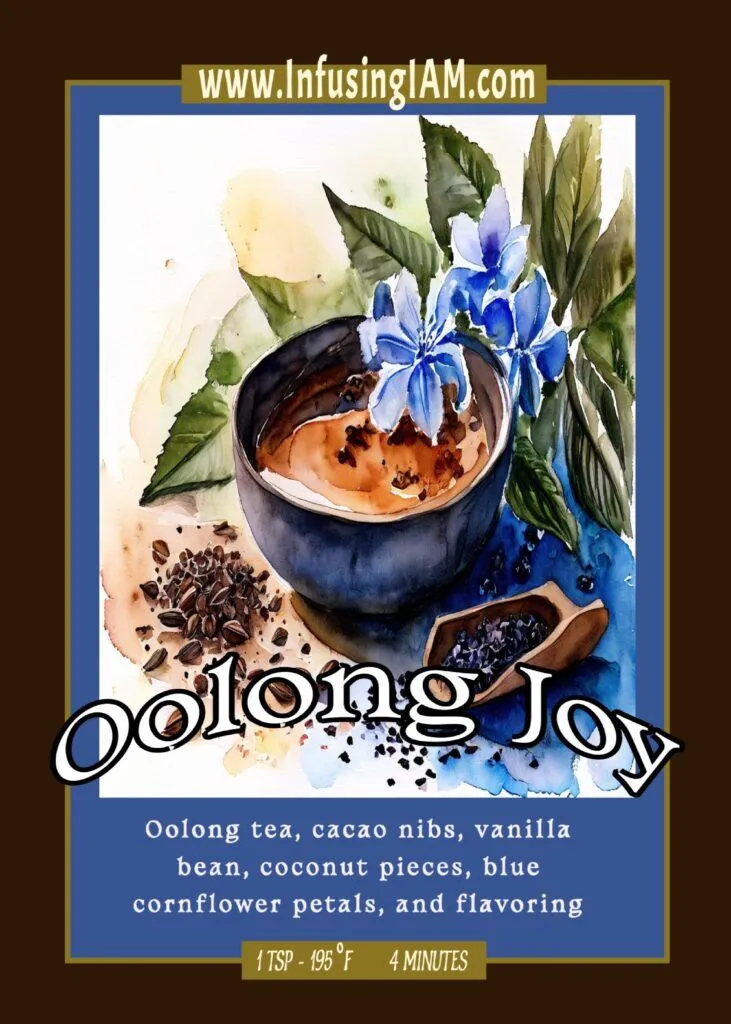 www.InfusingIAM.com
Oolong Joy
Oolong tea, cacao nibs, vanilla
bean, coconut pieces, blue
cornflower petals, and flavoring
1 TSP - 195°F 4 MINUTES